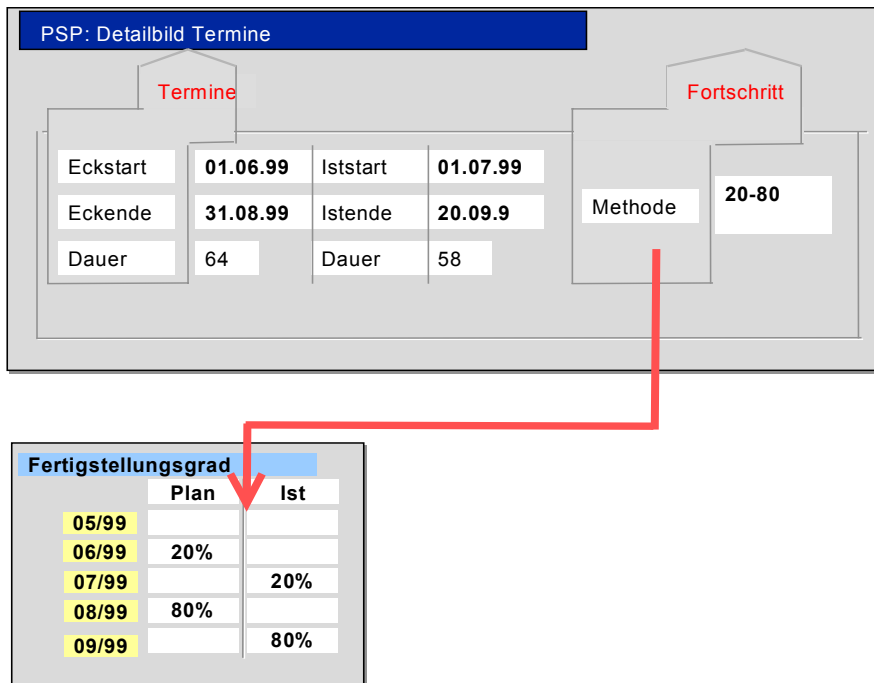 PSP: Detailbild Termine
Termine
Fortschritt
Eckstart 01.06.99 Iststart 01.07.99
Eckende 31.08.99 Istende 20.09.9
Methode 20-80
Dauer 64 Dauer 58
Fertigstellungsgrad
Plan Ist
05/99
06/99 20%
07/99 20%
08/99 80%
09/99 80%